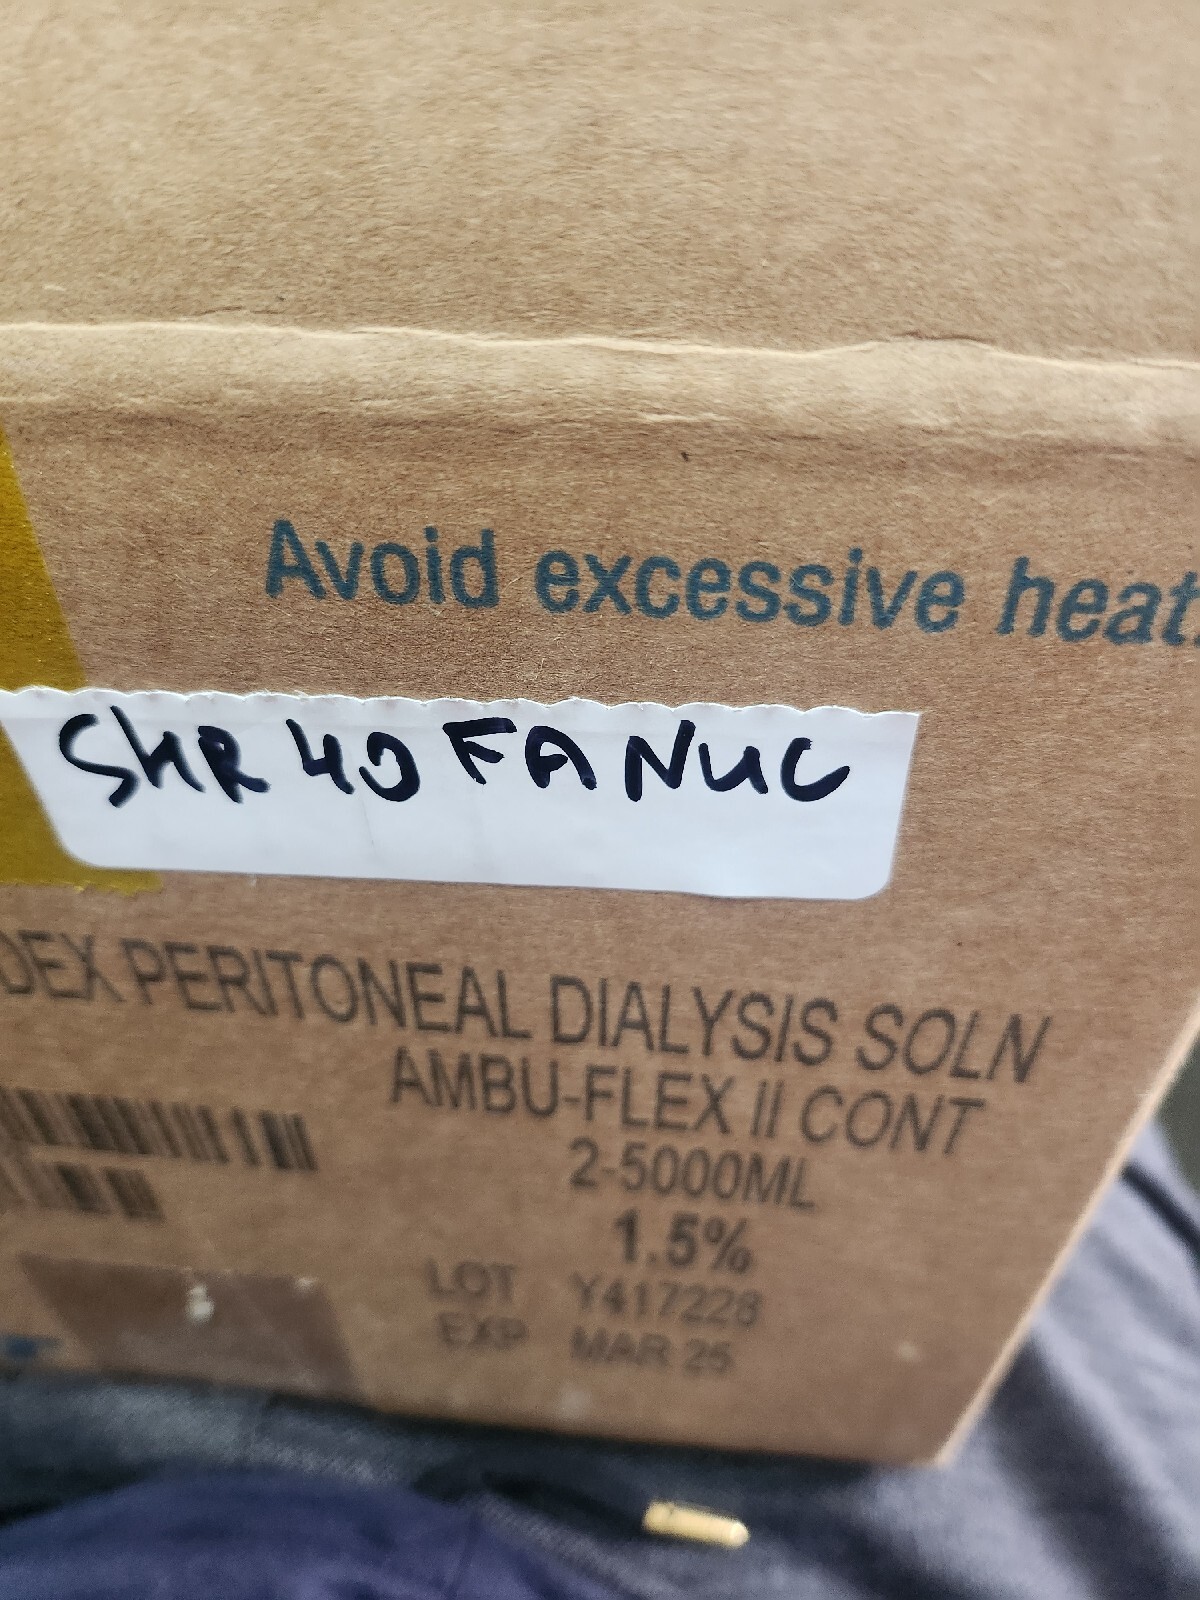 Avoid excessive heat.
SHR 40 FANUC
DEX PERITONEAL DIALYSIS SOLN
AMBU-FLEX II CONT
2-5000ML
1.5%
LOT Y417228
EXP MAR 25